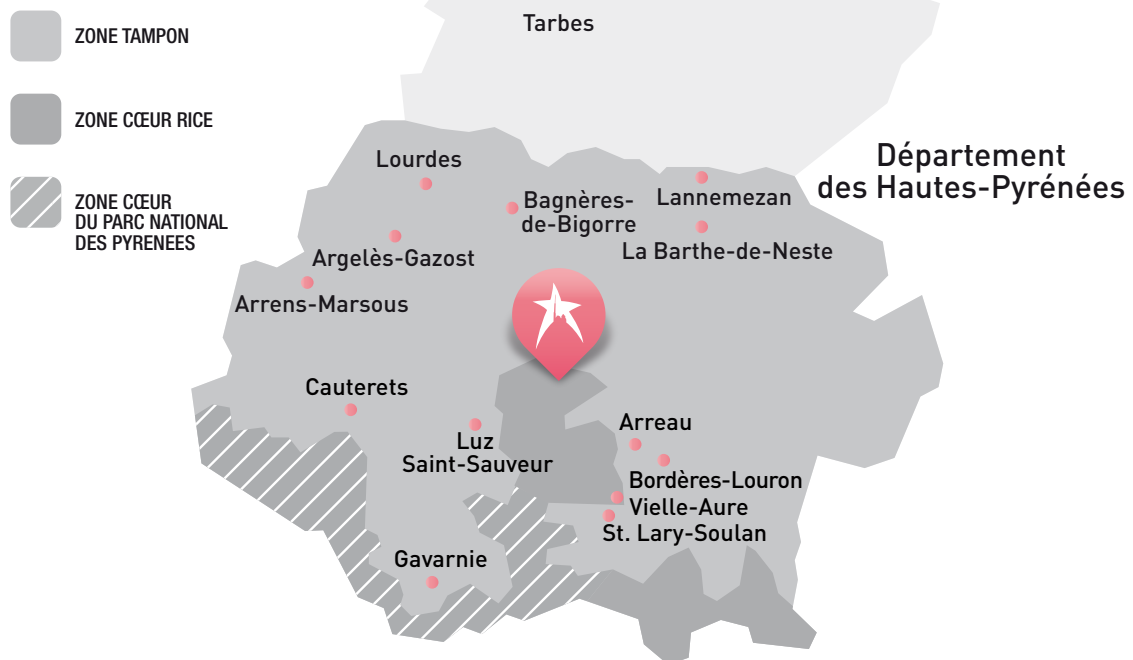 Tarbes
ZONE TAMPON
ZONE CŒUR RICE
ZONE CŒUR
DU PARC NATIONAL
DES PYRENEES
Département
des Hautes-Pyrénées
Lourdes
Bagnères-
de-Bigorre
Lannemezan
La Barthe-de-Neste
Argelès-Gazost
Arrens-Marsous
Cauterets
Luz
Saint-Sauveur
Arreau
Bordères-Louron
Vielle-Aure
St. Lary-Soulan
Gavarnie